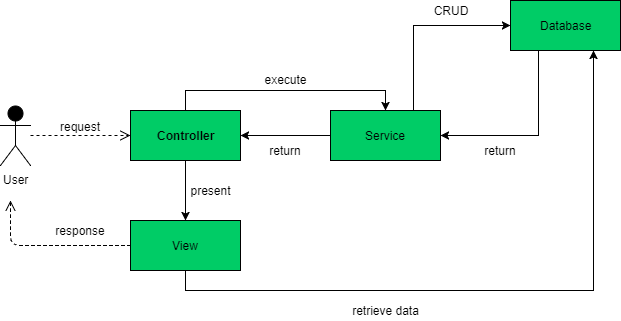 CRUD
Database
execute
request
Controller
Service
return
return
User
present
response
View
retrieve data